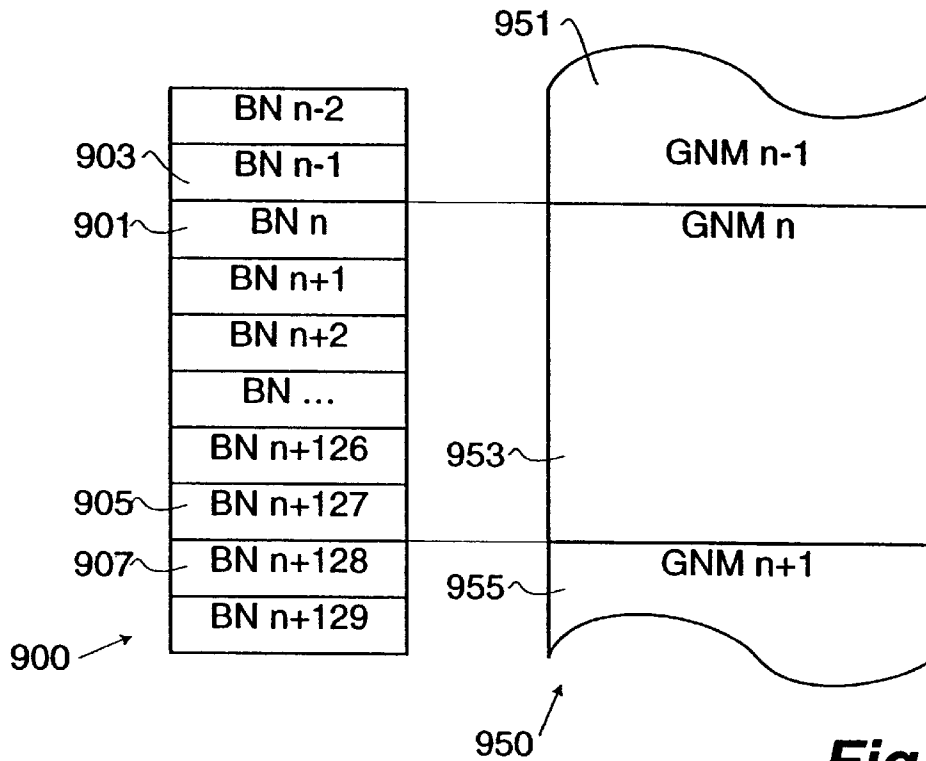 951
BN n-2
903
BN n-1
GNM n-1
901
BN n
GNM n
BN n+1
BN n+2
BN ...
BN n+126
953
905
BN n+127
907
BN n+128
GNM n+1
955
BN n+129
900
950
Fig